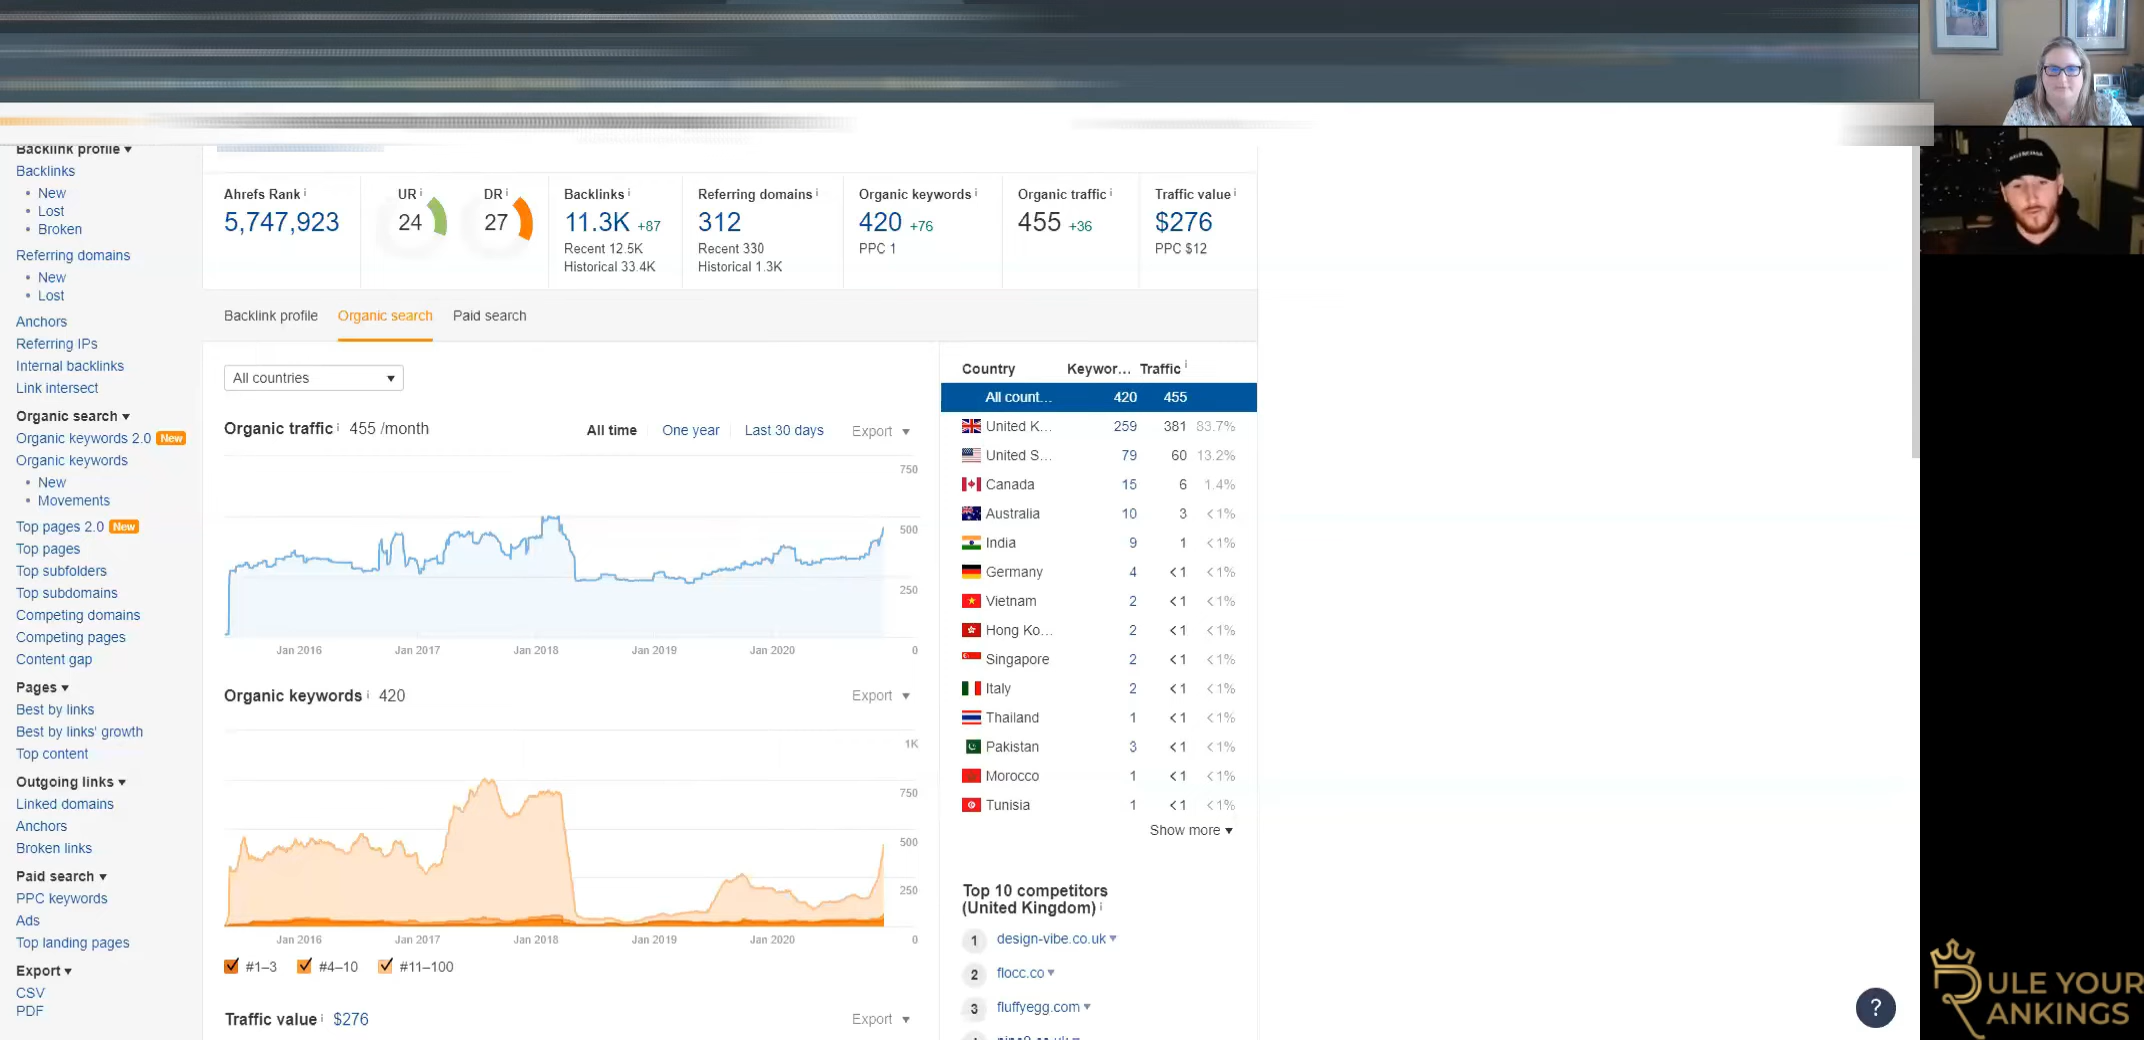 Backlink profile
Backlinks
New
Lost
Broken
Referring domains
New
Lost
Anchors
Referring IPs
Internal backlinks
Link intersect
Organic search
Organic keywords 2.0 New
Organic keywords
New
Movements
Top pages 2.0 New
Top pages
Top subfolders
Top subdomains
Competing domains
Competing pages
Content gap
Pages
Best by links
Best by links' growth
Top content
Outgoing links
Linked domains
Anchors
Broken links
Paid search
PPC keywords
Ads
Top landing pages
Export
CSV
PDF
Ahrefs Rank i
5,747,923
UR i
24
DR i
27
Backlinks i
11.3K +87
Recent 12.5K
Historical 33.4K
Referring domains i
312
Recent 330
Historical 1.3K
Organic keywords i
420 +76
PPC 1
Organic traffic i
455 +36
Traffic value i
$276
PPC $12
Backlink profile Organic search Paid search
All countries
Organic traffic i 455 /month
All time One year Last 30 days Export
750
500
250
0
Jan 2016 Jan 2017 Jan 2018 Jan 2019 Jan 2020
Organic keywords i 420
Export
1K
750
500
250
0
Jan 2016 Jan 2017 Jan 2018 Jan 2019 Jan 2020
#1–3 #4–10 #11–100
Traffic value i $276
Export
Country Keywor... Traffic i
All count... 420 455
United K... 259 381 83.7%
United S... 79 60 13.2%
Canada 15 6 1.4%
Australia 10 3 <1%
India 9 1 <1%
Germany 4 <1 <1%
Vietnam 2 <1 <1%
Hong Ko... 2 <1 <1%
Singapore 2 <1 <1%
Italy 2 <1 <1%
Thailand 1 <1 <1%
Pakistan 3 <1 <1%
Morocco 1 <1 <1%
Tunisia 1 <1 <1%
Show more
Top 10 competitors
(United Kingdom) i
1 design-vibe.co.uk
2 flocc.co
3 fluffyegg.com
?
RULE YOUR
RANKINGS